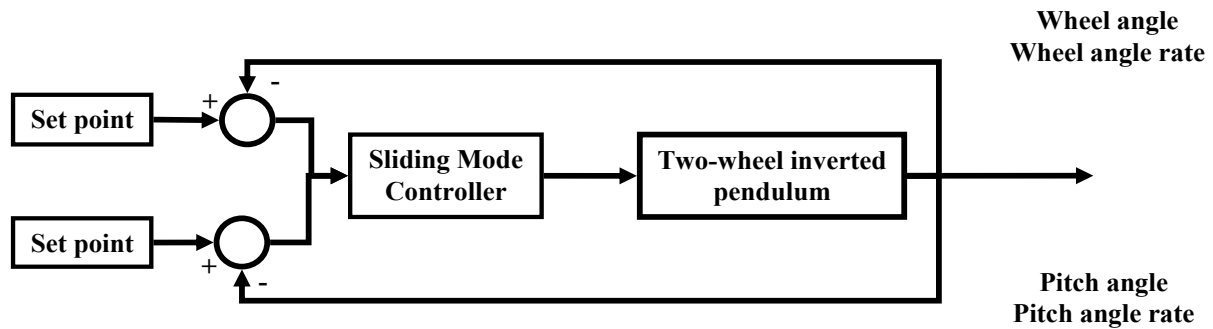 Wheel angle
Wheel angle rate
-
+
Set point
Sliding Mode
Controller
Two-wheel inverted
pendulum
Set point
+
-
Pitch angle
Pitch angle rate